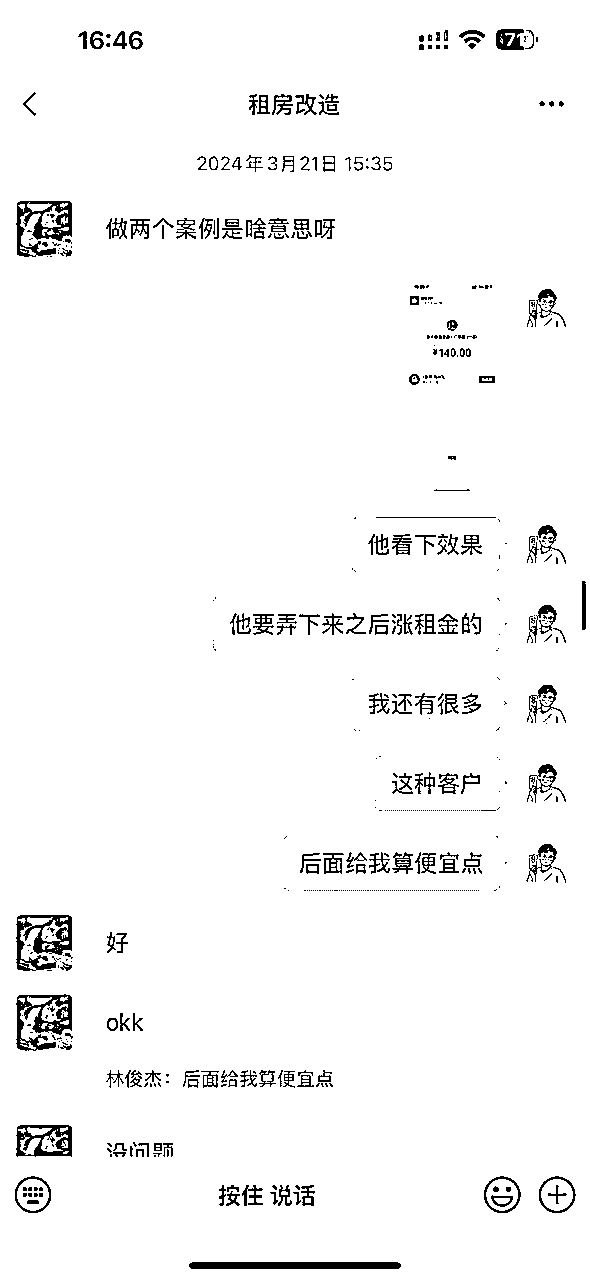 16:46
71
租房改造
2024年3月21日 15:35
做两个案例是啥意思呀
¥140.00
他看下效果
他要弄下来之后涨租金的
我还有很多
这种客户
后面给我算便宜点
好
okk
林俊杰：后面给我算便宜点
没问题
按住 说话